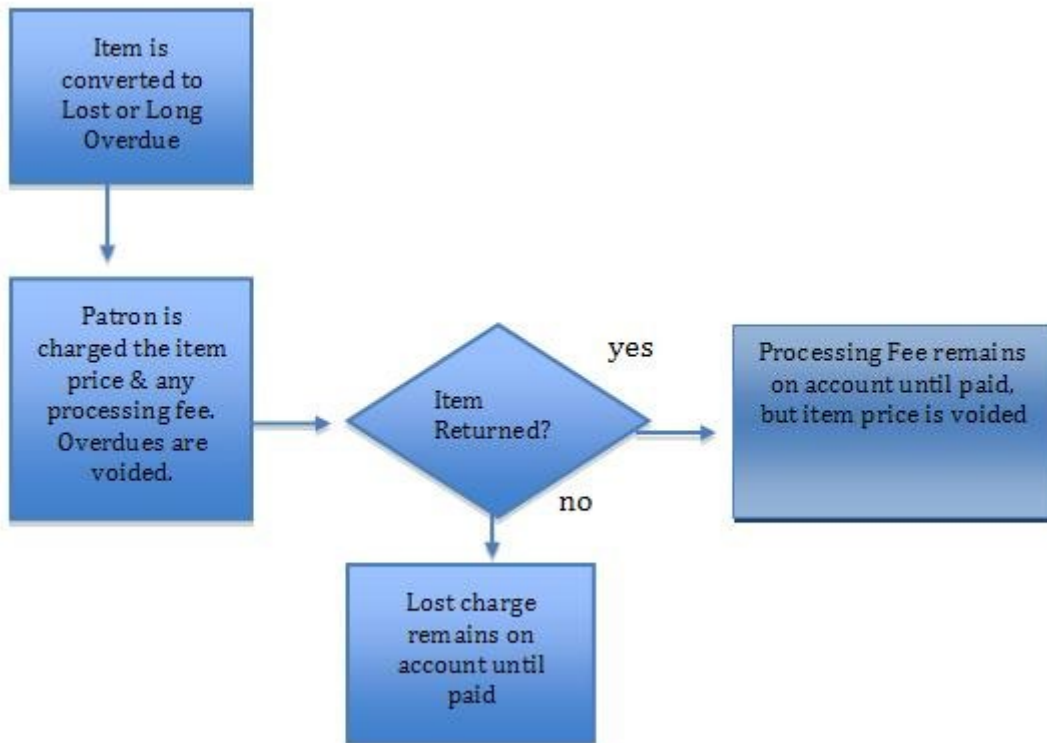 Item is
converted to
Lost or Long
Overdue
Patron is
charged the item
price & any
processing fee.
Overdues are
voided.
Item
Returned?
yes
Processing Fee remains
on account until paid,
but item price is voided
no
Lost charge
remains on
account until
paid